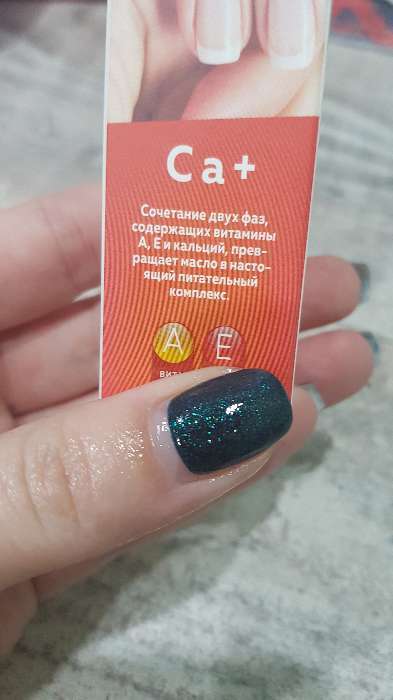 Ca+
Сочетание двух фаз,
содержащих витамины
А, Е и кальций, прев-
ращает масло в насто-
ящий питательный
комплекс.
A E